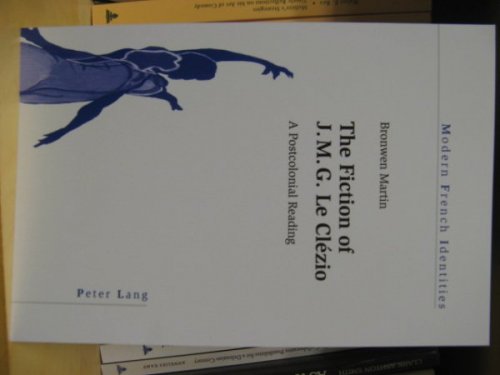 Modern French Identities
Bronwen Martin
The Fiction of
J. M. G. Le Clézio
A Postcolonial Reading
Peter Lang